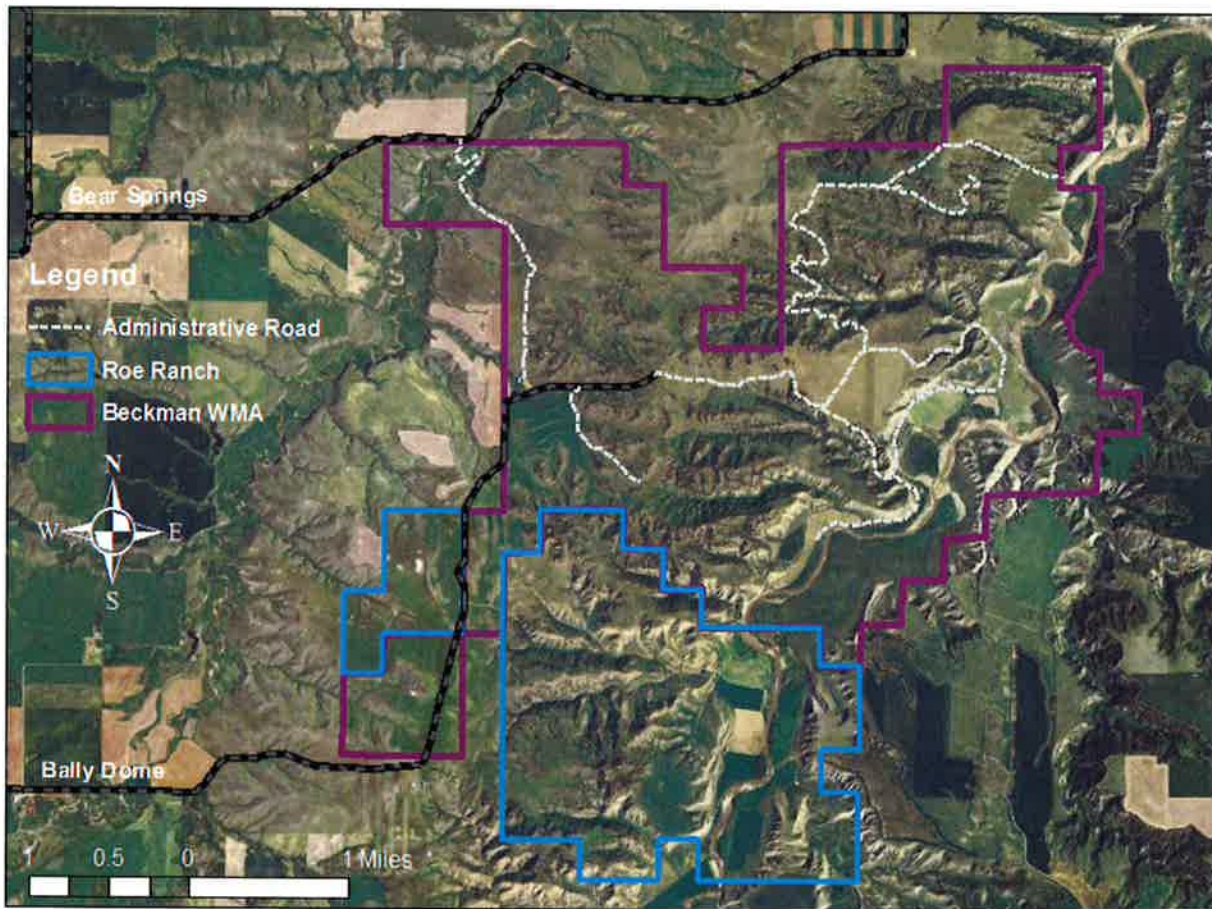 Bear Springs
Legend
Administrative Road
Roe Ranch
Beckman WMA
N
W E
S
Bally Dome
1 0.5 0 1 Miles